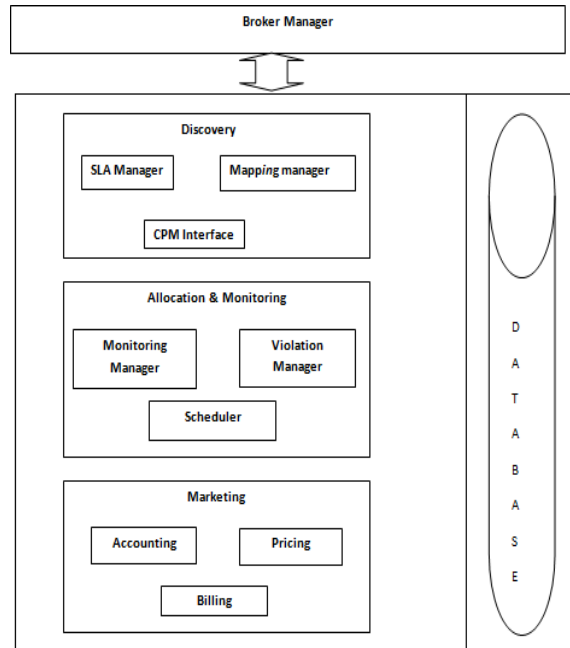 Broker Manager
Discovery
SLA Manager
Mapping manager
CPM Interface
Allocation & Monitoring
Monitoring
Manager
Violation
Manager
Scheduler
Marketing
Accounting
Pricing
Billing
D
A
T
A
B
A
S
E